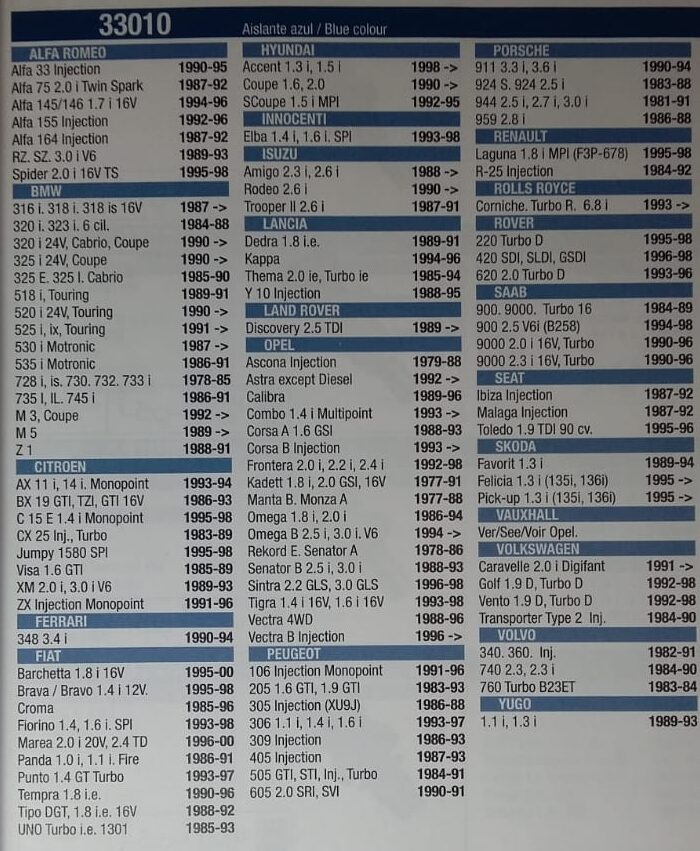 33010
Aislante azul / Blue colour
ALFA ROMEO
Alfa 33 Injection 1990-95
Alfa 75 2.0 i Twin Spark 1987-92
Alfa 145/146 1.7 i 16V 1994-96
Alfa 155 Injection 1992-96
Alfa 164 Injection 1987-92
RZ. SZ. 3.0 i V6 1989-93
Spider 2.0 i 16V TS 1995-98
BMW
316 i. 318 i. 318 is 16V 1987 ->
320 i. 323 i. 6 cil. 1984-88
320 i 24V, Cabrio, Coupe 1990 ->
325 i 24V, Coupe 1990 ->
325 E. 325 I. Cabrio 1985-90
518 i, Touring 1989-91
520 i 24V, Touring 1990 ->
525 i, ix, Touring 1991 ->
530 i Motronic 1987 ->
535 i Motronic 1986-91
728 i, is. 730. 732. 733 i 1978-85
735 I, IL. 745 i 1986-91
M 3, Coupe 1992 ->
M 5 1989 ->
Z 1 1988-91
CITROEN
AX 11 i, 14 i. Monopoint 1993-94
BX 19 GTI, TZI, GTI 16V 1986-93
C 15 E 1.4 i Monopoint 1995-98
CX 25 Inj., Turbo 1983-89
Jumpy 1580 SPI 1995-98
Visa 1.6 GTI 1985-89
XM 2.0 i, 3.0 i V6 1989-93
ZX Injection Monopoint 1991-96
FERRARI
348 3.4 i 1990-94
FIAT
Barchetta 1.8 i 16V 1995-00
Brava / Bravo 1.4 i 12V. 1995-98
Croma 1985-96
Fiorino 1.4, 1.6 i. SPI 1993-98
Marea 2.0 i 20V, 2.4 TD 1996-00
Panda 1.0 i, 1.1 i. Fire 1986-91
Punto 1.4 GT Turbo 1993-97
Tempra 1.8 i.e. 1990-96
Tipo DGT, 1.8 i.e. 16V 1988-92
UNO Turbo i.e. 1301 1985-93
HYUNDAI
Accent 1.3 i, 1.5 i 1998 ->
Coupe 1.6, 2.0 1990 ->
SCoupe 1.5 i MPI 1992-95
INNOCENTI
Elba 1.4 i, 1.6 i. SPI 1993-98
ISUZU
Amigo 2.3 i, 2.6 i 1988 ->
Rodeo 2.6 i 1990 ->
Trooper II 2.6 i 1987-91
LANCIA
Dedra 1.8 i.e. 1989-91
Kappa 1994-96
Thema 2.0 ie, Turbo ie 1985-94
Y 10 Injection 1988-95
LAND ROVER
Discovery 2.5 TDI 1989 ->
OPEL
Ascona Injection 1979-88
Astra except Diesel 1992 ->
Calibra 1989-96
Combo 1.4 i Multipoint 1993 ->
Corsa A 1.6 GSI 1988-93
Corsa B Injection 1993 ->
Frontera 2.0 i, 2.2 i, 2.4 i 1992-98
Kadett 1.8 i, 2.0 GSI, 16V 1977-91
Manta B. Monza A 1977-88
Omega 1.8 i, 2.0 i 1986-94
Omega B 2.5 i, 3.0 i. V6 1994 ->
Rekord E. Senator A 1978-86
Senator B 2.5 i, 3.0 i 1988-93
Sintra 2.2 GLS, 3.0 GLS 1996-98
Tigra 1.4 i 16V, 1.6 i 16V 1993-98
Vectra 4WD 1988-96
Vectra B Injection 1996 ->
PEUGEOT
106 Injection Monopoint 1991-96
205 1.6 GTI, 1.9 GTI 1983-93
305 Injection (XU9J) 1986-88
306 1.1 i, 1.4 i, 1.6 i 1993-97
309 Injection 1986-93
405 Injection 1987-93
505 GTI, STI, Inj., Turbo 1984-91
605 2.0 SRI, SVI 1990-91
PORSCHE
911 3.3 i, 3.6 i 1990-94
924 S. 924 2.5 i 1983-88
944 2.5 i, 2.7 i, 3.0 i 1981-91
959 2.8 i 1986-88
RENAULT
Laguna 1.8 i MPI (F3P-678) 1995-98
R-25 Injection 1984-92
ROLLS ROYCE
Corniche. Turbo R. 6.8 i 1993 ->
ROVER
220 Turbo D 1995-98
420 SDI, SLDI, GSDI 1996-98
620 2.0 Turbo D 1993-96
SAAB
900. 9000. Turbo 16 1984-89
900 2.5 V6i (B258) 1994-98
9000 2.0 i 16V, Turbo 1990-96
9000 2.3 i 16V, Turbo 1990-96
SEAT
Ibiza Injection 1987-92
Malaga Injection 1987-92
Toledo 1.9 TDI 90 cv. 1995-96
SKODA
Favorit 1.3 i 1989-94
Felicia 1.3 i (135i, 136i) 1995 ->
Pick-up 1.3 i (135i, 136i) 1995 ->
VAUXHALL
Ver/See/Voir Opel.
VOLKSWAGEN
Caravelle 2.0 i Digifant 1991 ->
Golf 1.9 D, Turbo D 1992-98
Vento 1.9 D, Turbo D 1992-98
Transporter Type 2 Inj. 1984-90
VOLVO
340. 360. Inj. 1982-91
740 2.3, 2.3 i 1984-90
760 Turbo B23ET 1983-84
YUGO
1.1 i, 1.3 i 1989-93